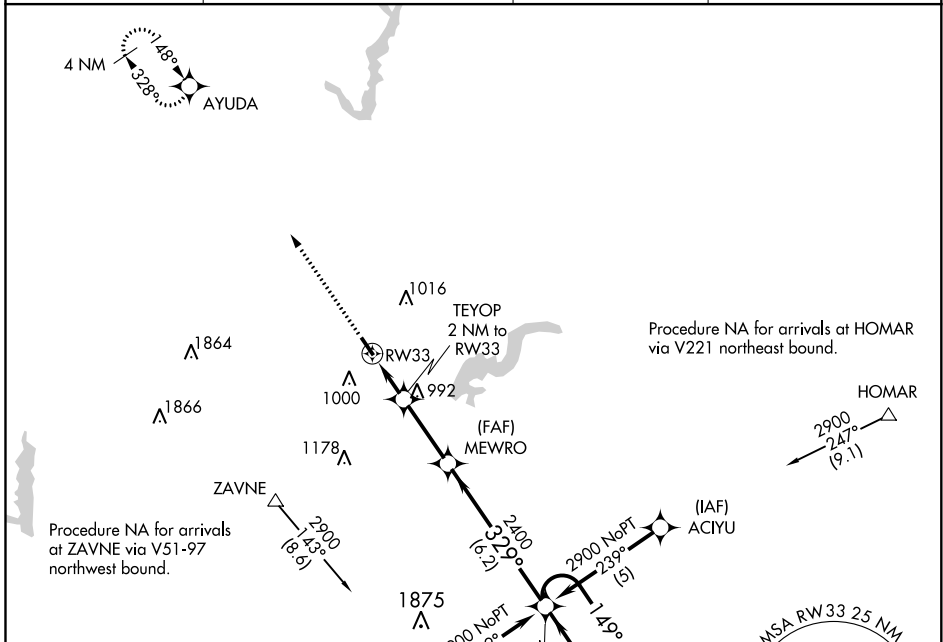 4 NM
148°
328°
AYUDA
1016
TEYOP
2 NM to
RW33
Procedure NA for arrivals at HOMAR
via V221 northeast bound.
1864
RW33
1000
992
HOMAR
1866
2900
247°
(9.1)
(FAF)
MEWRO
1178
ZAVNE
2900
143°
(8.6)
Procedure NA for arrivals
at ZAVNE via V51-97
northwest bound.
2400
329°
(6.2)
(IAF)
ACIYU
2900 NoPT
239°
(5)
1875
149°
NoPT
MSA RW33 25 NM